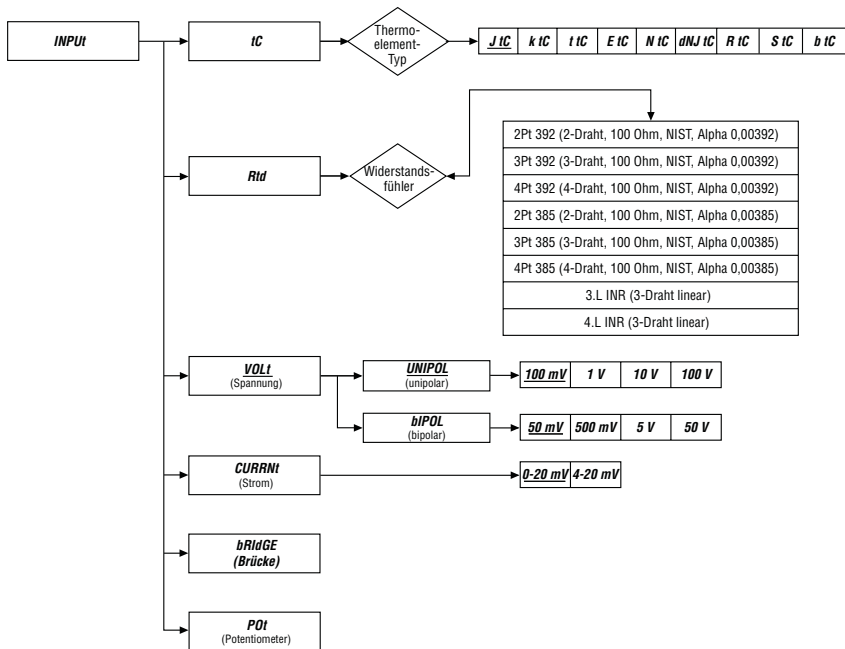 INPUt
tC
Thermo-
element-
Typ
J tC k tC t tC E tC N tC dNJ tC R tC S tC b tC
Rtd
Widerstands-
fühler
2Pt 392 (2-Draht, 100 Ohm, NIST, Alpha 0,00392)
3Pt 392 (3-Draht, 100 Ohm, NIST, Alpha 0,00392)
4Pt 392 (4-Draht, 100 Ohm, NIST, Alpha 0,00392)
2Pt 385 (2-Draht, 100 Ohm, NIST, Alpha 0,00385)
3Pt 385 (3-Draht, 100 Ohm, NIST, Alpha 0,00385)
4Pt 385 (4-Draht, 100 Ohm, NIST, Alpha 0,00385)
3.L INR (3-Draht linear)
4.L INR (3-Draht linear)
VOLt
(Spannung)
UNIPOL
(unipolar)
100 mV 1 V 10 V 100 V
bIPOL
(bipolar)
50 mV 500 mV 5 V 50 V
CURRNt
(Strom)
0-20 mV 4-20 mV
bRIdGE
(Brücke)
POt
(Potentiometer)